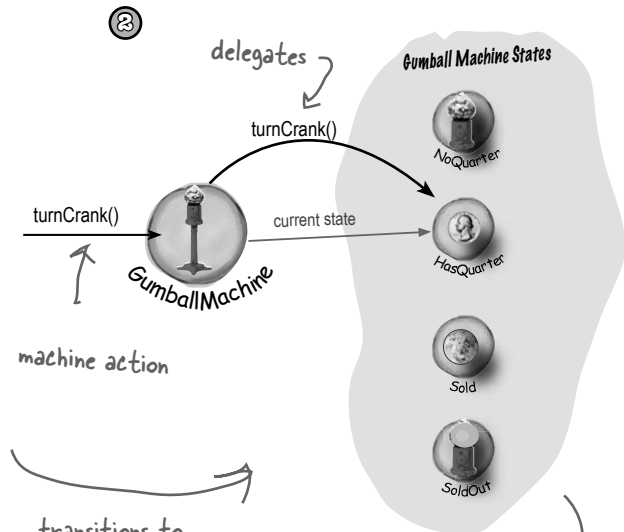 2
delegates
Gumball Machine States
turnCrank()
NoQuarter
turnCrank()
current state
GumballMachine
HasQuarter
machine action
Sold
SoldOut
transitions to